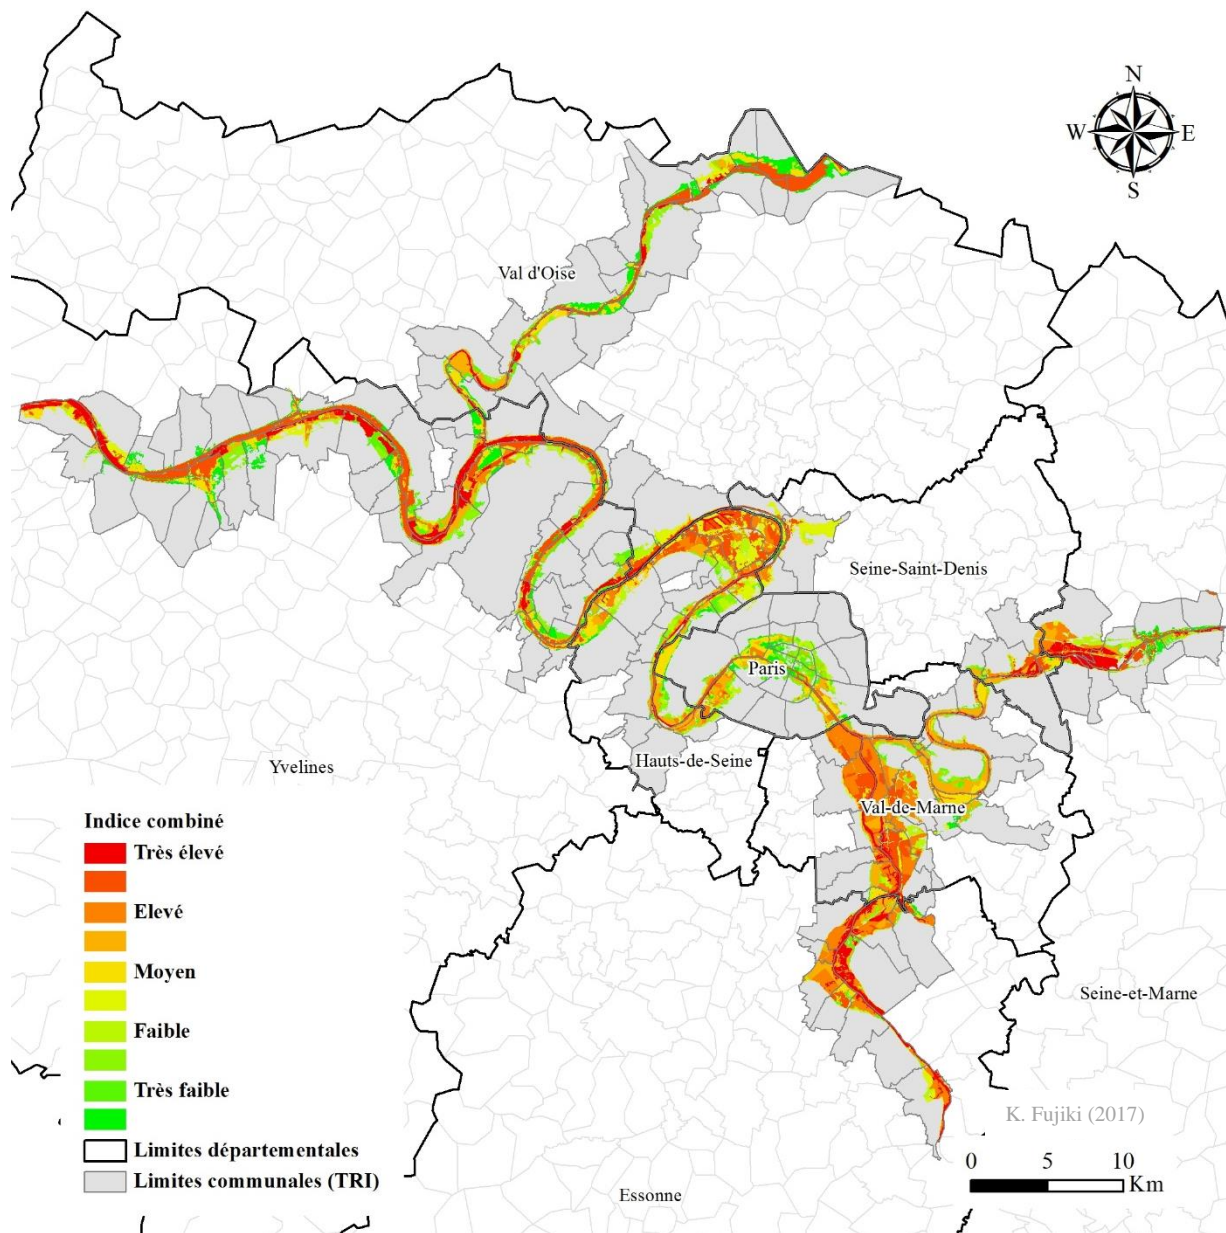 N
W E
S
Val d'Oise
Seine-Saint-Denis
Paris
Hauts-de-Seine
Yvelines
Val-de-Marne
Indice combiné
Très élevé
Elevé
Moyen
Faible
Très faible
Limites départementales
Limites communales (TRI)
Seine-et-Marne
K. Fujiki (2017)
0 5 10
Km
Essonne